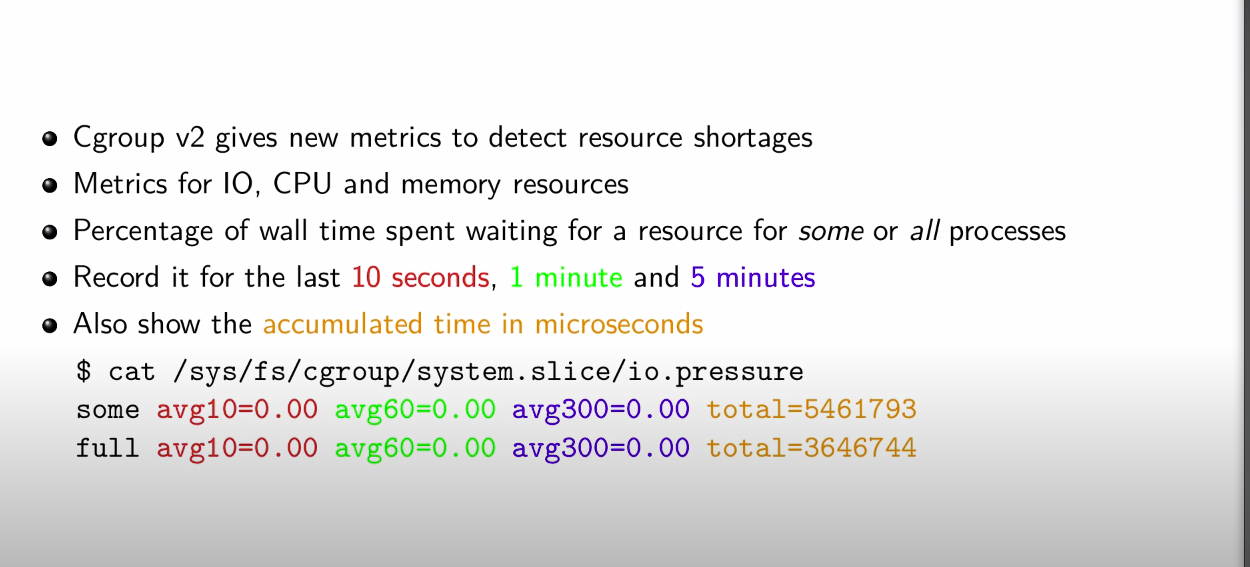 Cgroup v2 gives new metrics to detect resource shortages
Metrics for IO, CPU and memory resources
Percentage of wall time spent waiting for a resource for some or all processes
Record it for the last 10 seconds, 1 minute and 5 minutes
Also show the accumulated time in microseconds
$ cat /sys/fs/cgroup/system.slice/io.pressure
some avg10=0.00 avg60=0.00 avg300=0.00 total=5461793
full avg10=0.00 avg60=0.00 avg300=0.00 total=3646744